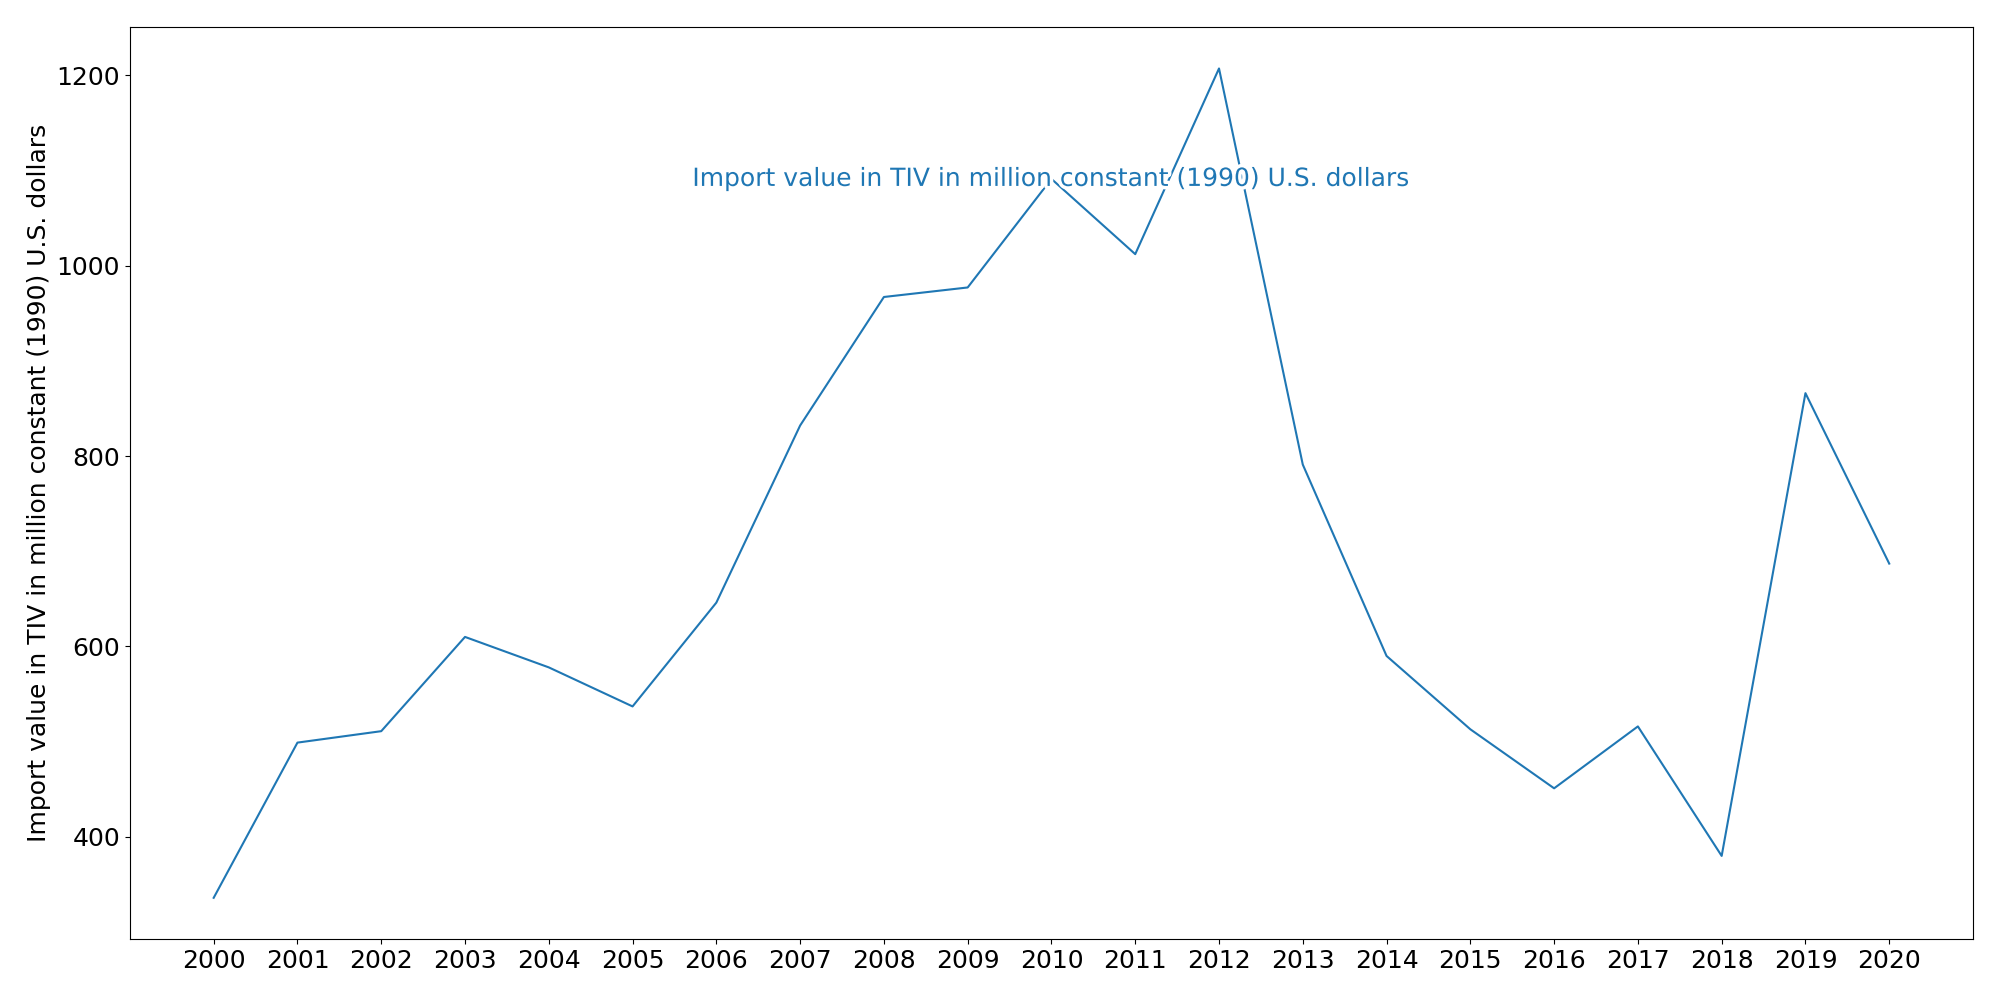 Import value in TIV in million constant (1990) U.S. dollars
1200
1000
800
600
400
Import value in TIV in million constant (1990) U.S. dollars
2000 2001 2002 2003 2004 2005 2006 2007 2008 2009 2010 2011 2012 2013 2014 2015 2016 2017 2018 2019 2020